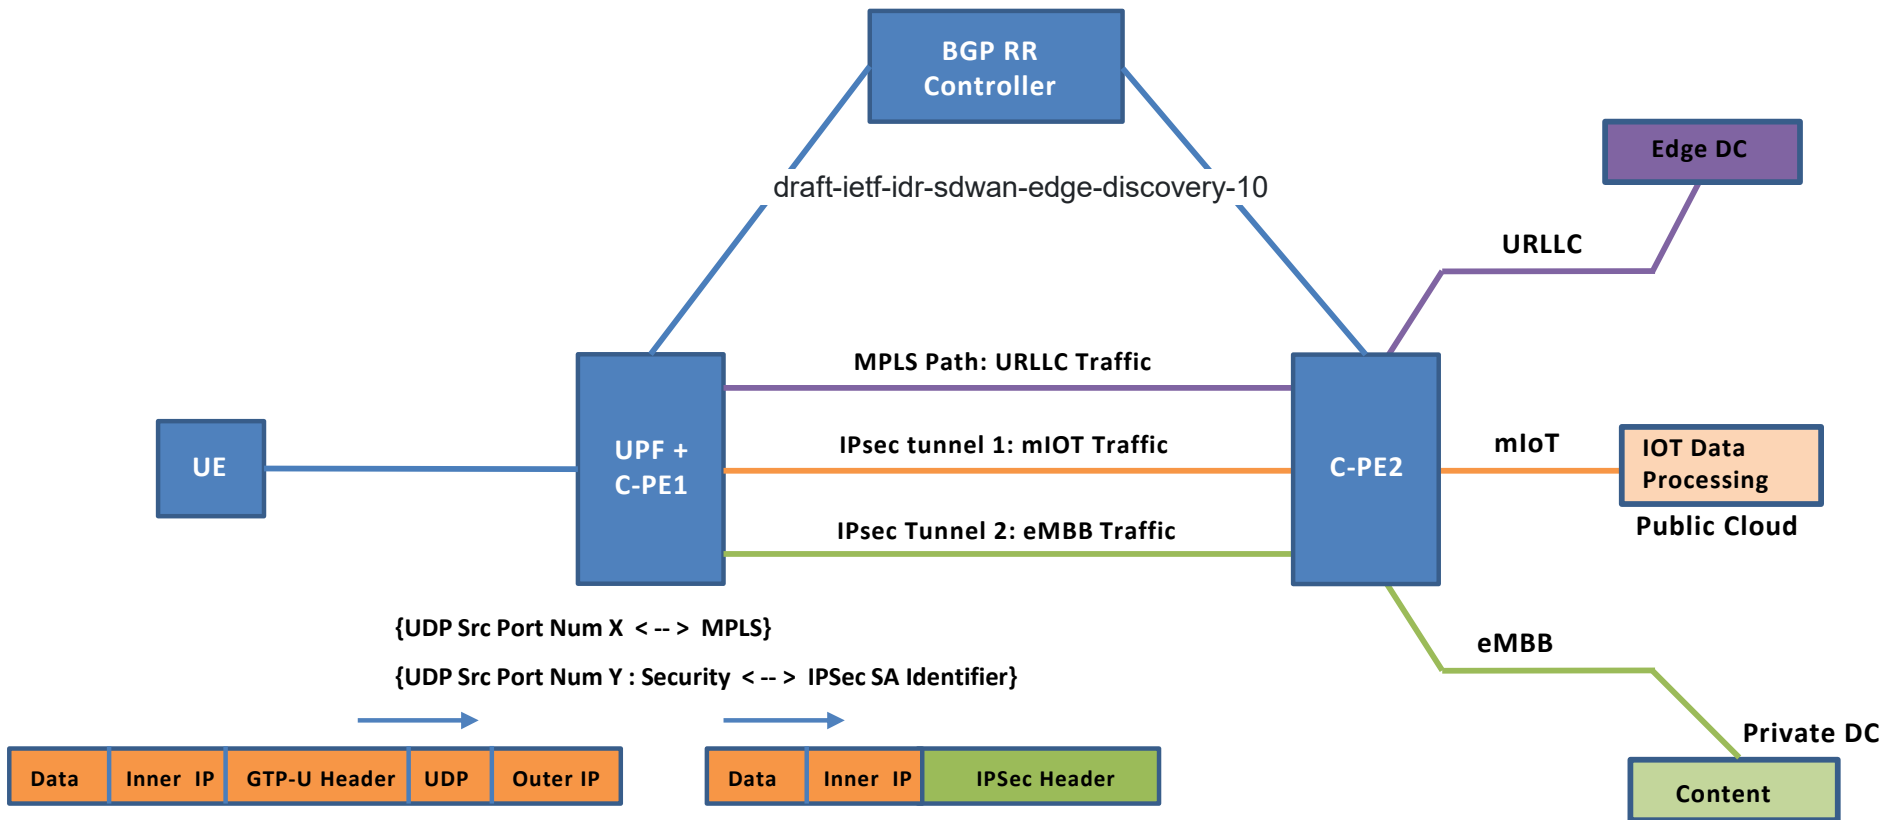 BGP RR
Controller
draft-ietf-idr-sdwan-edge-discovery-10
Edge DC
URLLC
MPLS Path: URLLC Traffic
UE
UPF +
C-PE1
IPsec tunnel 1: mIOT Traffic
C-PE2
mIoT
IOT Data
Processing
Public Cloud
IPsec Tunnel 2: eMBB Traffic
{UDP Src Port Num X < -- > MPLS}
{UDP Src Port Num Y : Security < -- > IPSec SA Identifier}
eMBB
Private DC
Data Inner IP GTP-U Header UDP Outer IP
Data Inner IP IPSec Header
Content